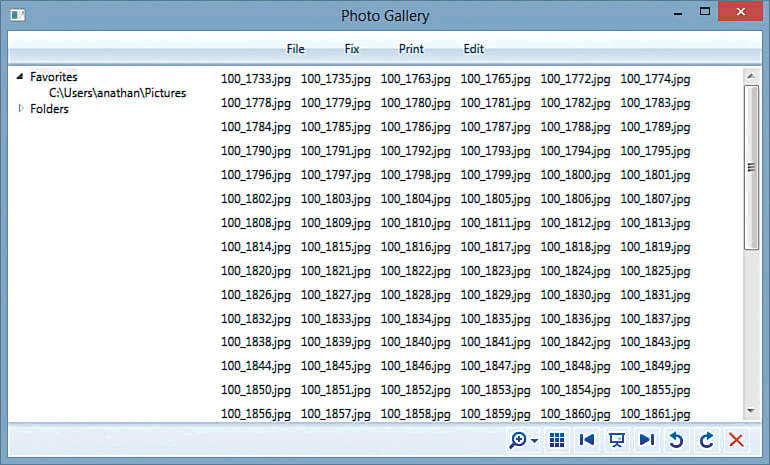 Photo Gallery
File Fix Print Edit
Favorites
C:\Users\anathan\Pictures
Folders
100_1733.jpg 100_1735.jpg 100_1763.jpg 100_1765.jpg 100_1772.jpg 100_1774.jpg
100_1778.jpg 100_1779.jpg 100_1780.jpg 100_1781.jpg 100_1782.jpg 100_1783.jpg
100_1784.jpg 100_1785.jpg 100_1786.jpg 100_1787.jpg 100_1788.jpg 100_1789.jpg
100_1790.jpg 100_1791.jpg 100_1792.jpg 100_1793.jpg 100_1794.jpg 100_1795.jpg
100_1796.jpg 100_1797.jpg 100_1798.jpg 100_1799.jpg 100_1800.jpg 100_1801.jpg
100_1802.jpg 100_1803.jpg 100_1804.jpg 100_1805.jpg 100_1806.jpg 100_1807.jpg
100_1808.jpg 100_1809.jpg 100_1810.jpg 100_1811.jpg 100_1812.jpg 100_1813.jpg
100_1814.jpg 100_1815.jpg 100_1816.jpg 100_1817.jpg 100_1818.jpg 100_1819.jpg
100_1820.jpg 100_1821.jpg 100_1822.jpg 100_1823.jpg 100_1824.jpg 100_1825.jpg
100_1826.jpg 100_1827.jpg 100_1828.jpg 100_1829.jpg 100_1830.jpg 100_1831.jpg
100_1832.jpg 100_1833.jpg 100_1834.jpg 100_1835.jpg 100_1836.jpg 100_1837.jpg
100_1838.jpg 100_1839.jpg 100_1840.jpg 100_1841.jpg 100_1842.jpg 100_1843.jpg
100_1844.jpg 100_1845.jpg 100_1846.jpg 100_1847.jpg 100_1848.jpg 100_1849.jpg
100_1850.jpg 100_1851.jpg 100_1852.jpg 100_1853.jpg 100_1854.jpg 100_1855.jpg
100_1856.jpg 100_1857.jpg 100_1858.jpg 100_1859.jpg 100_1860.jpg 100_1861.jpg